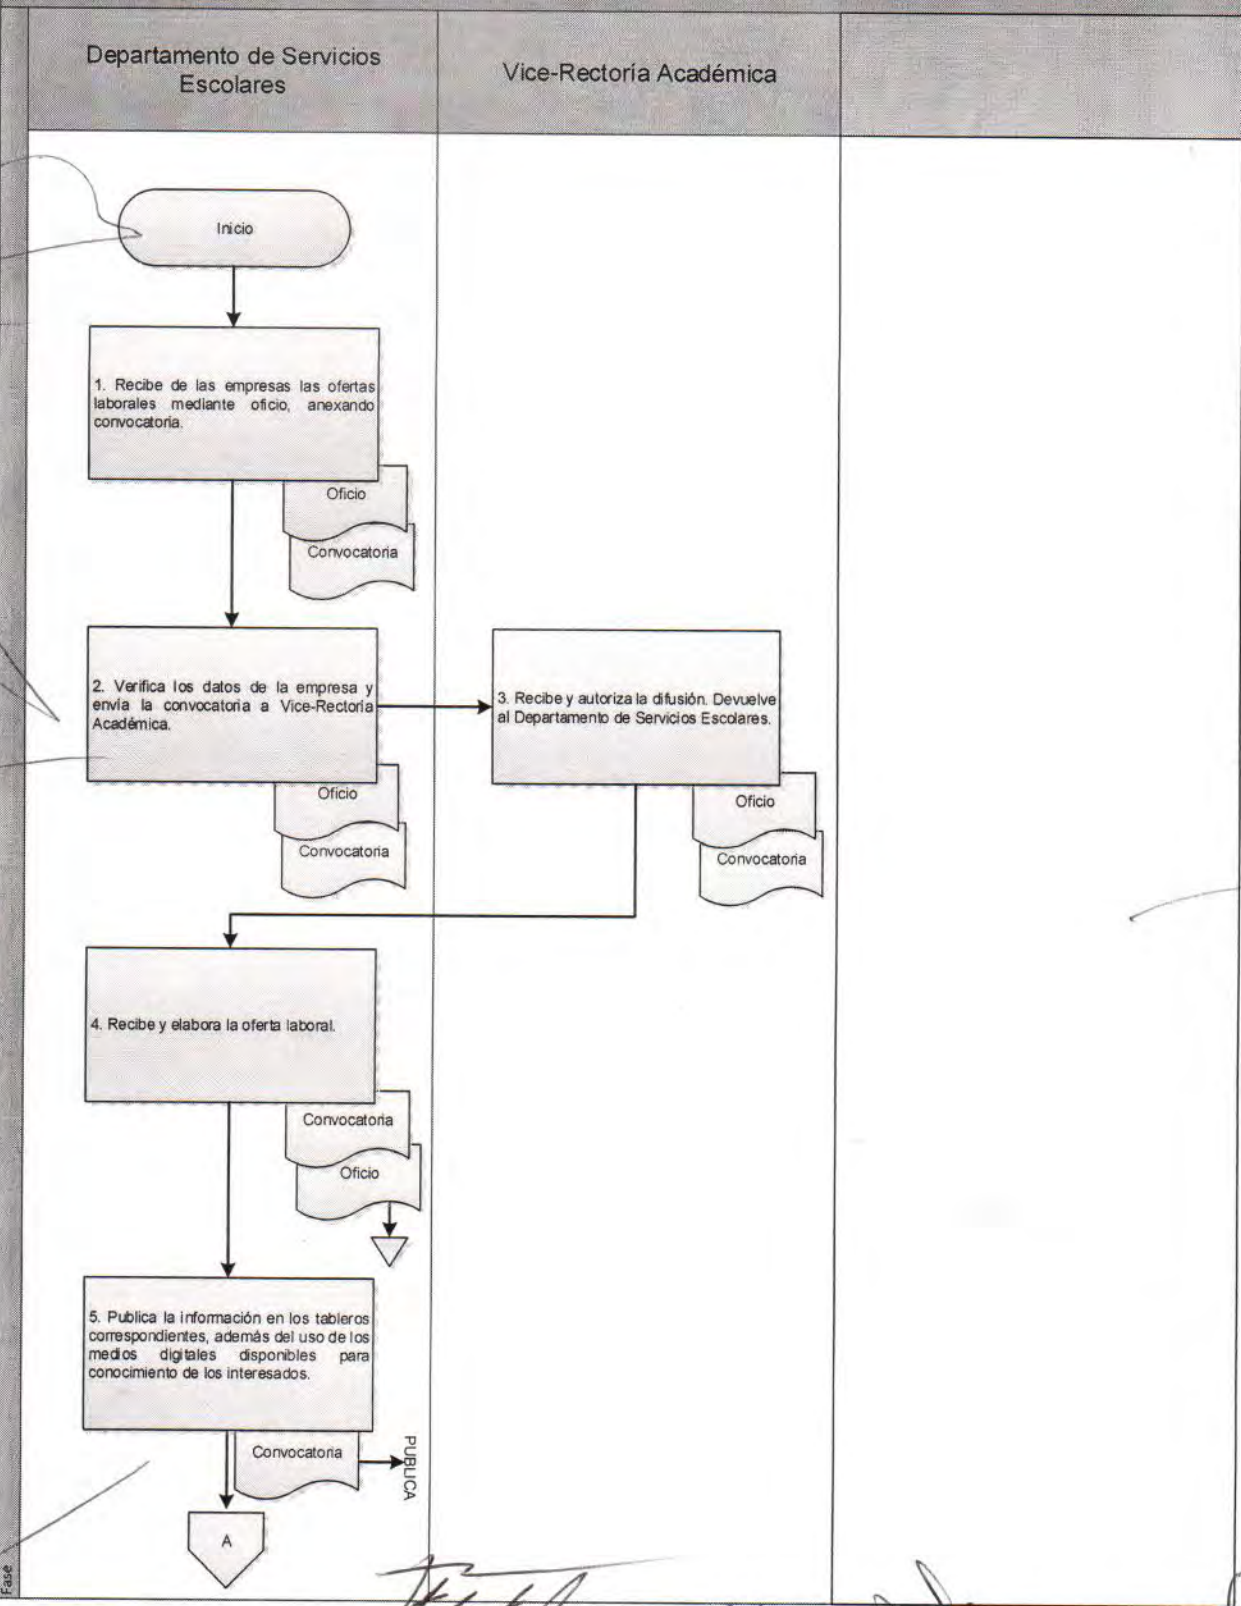 Departamento de Servicios
Escolares
Vice-Rectoría Académica
Inicio
1. Recibe de las empresas las ofertas
laborales mediante oficio, anexando
convocatoria.
Oficio
Convocatoria
2. Verifica los datos de la empresa y
envía la convocatoria a Vice-Rectoría
Académica.
Oficio
Convocatoria
3. Recibe y autoriza la difusión. Devuelve
al Departamento de Servicios Escolares.
Oficio
Convocatoria
4. Recibe y elabora la oferta laboral.
Convocatoria
Oficio
5. Publica la información en los tableros
correspondientes, además del uso de los
medios digitales disponibles para
conocimiento de los interesados.
Convocatoria
PUBLICA
A
Fase